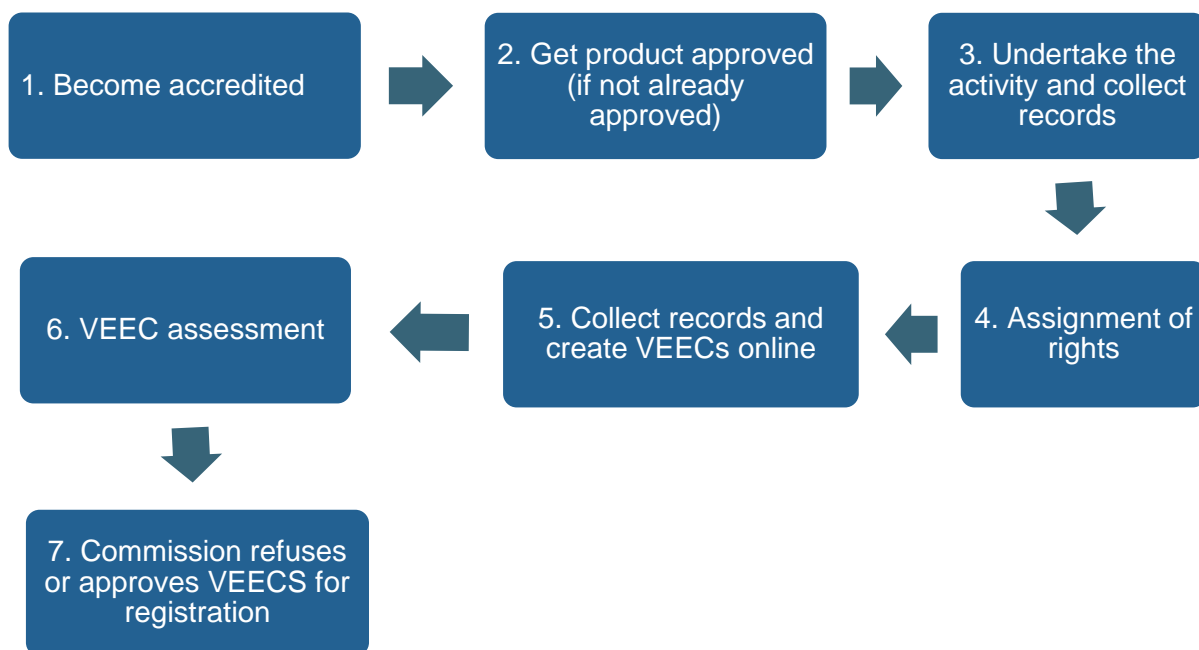 1. Become accredited
2. Get product approved
(if not already
approved)
3. Undertake the
activity and collect
records
4. Assignment of
rights
5. Collect records and
create VEECs online
6. VEEC assessment
7. Commission refuses
or approves VEECS for
registration